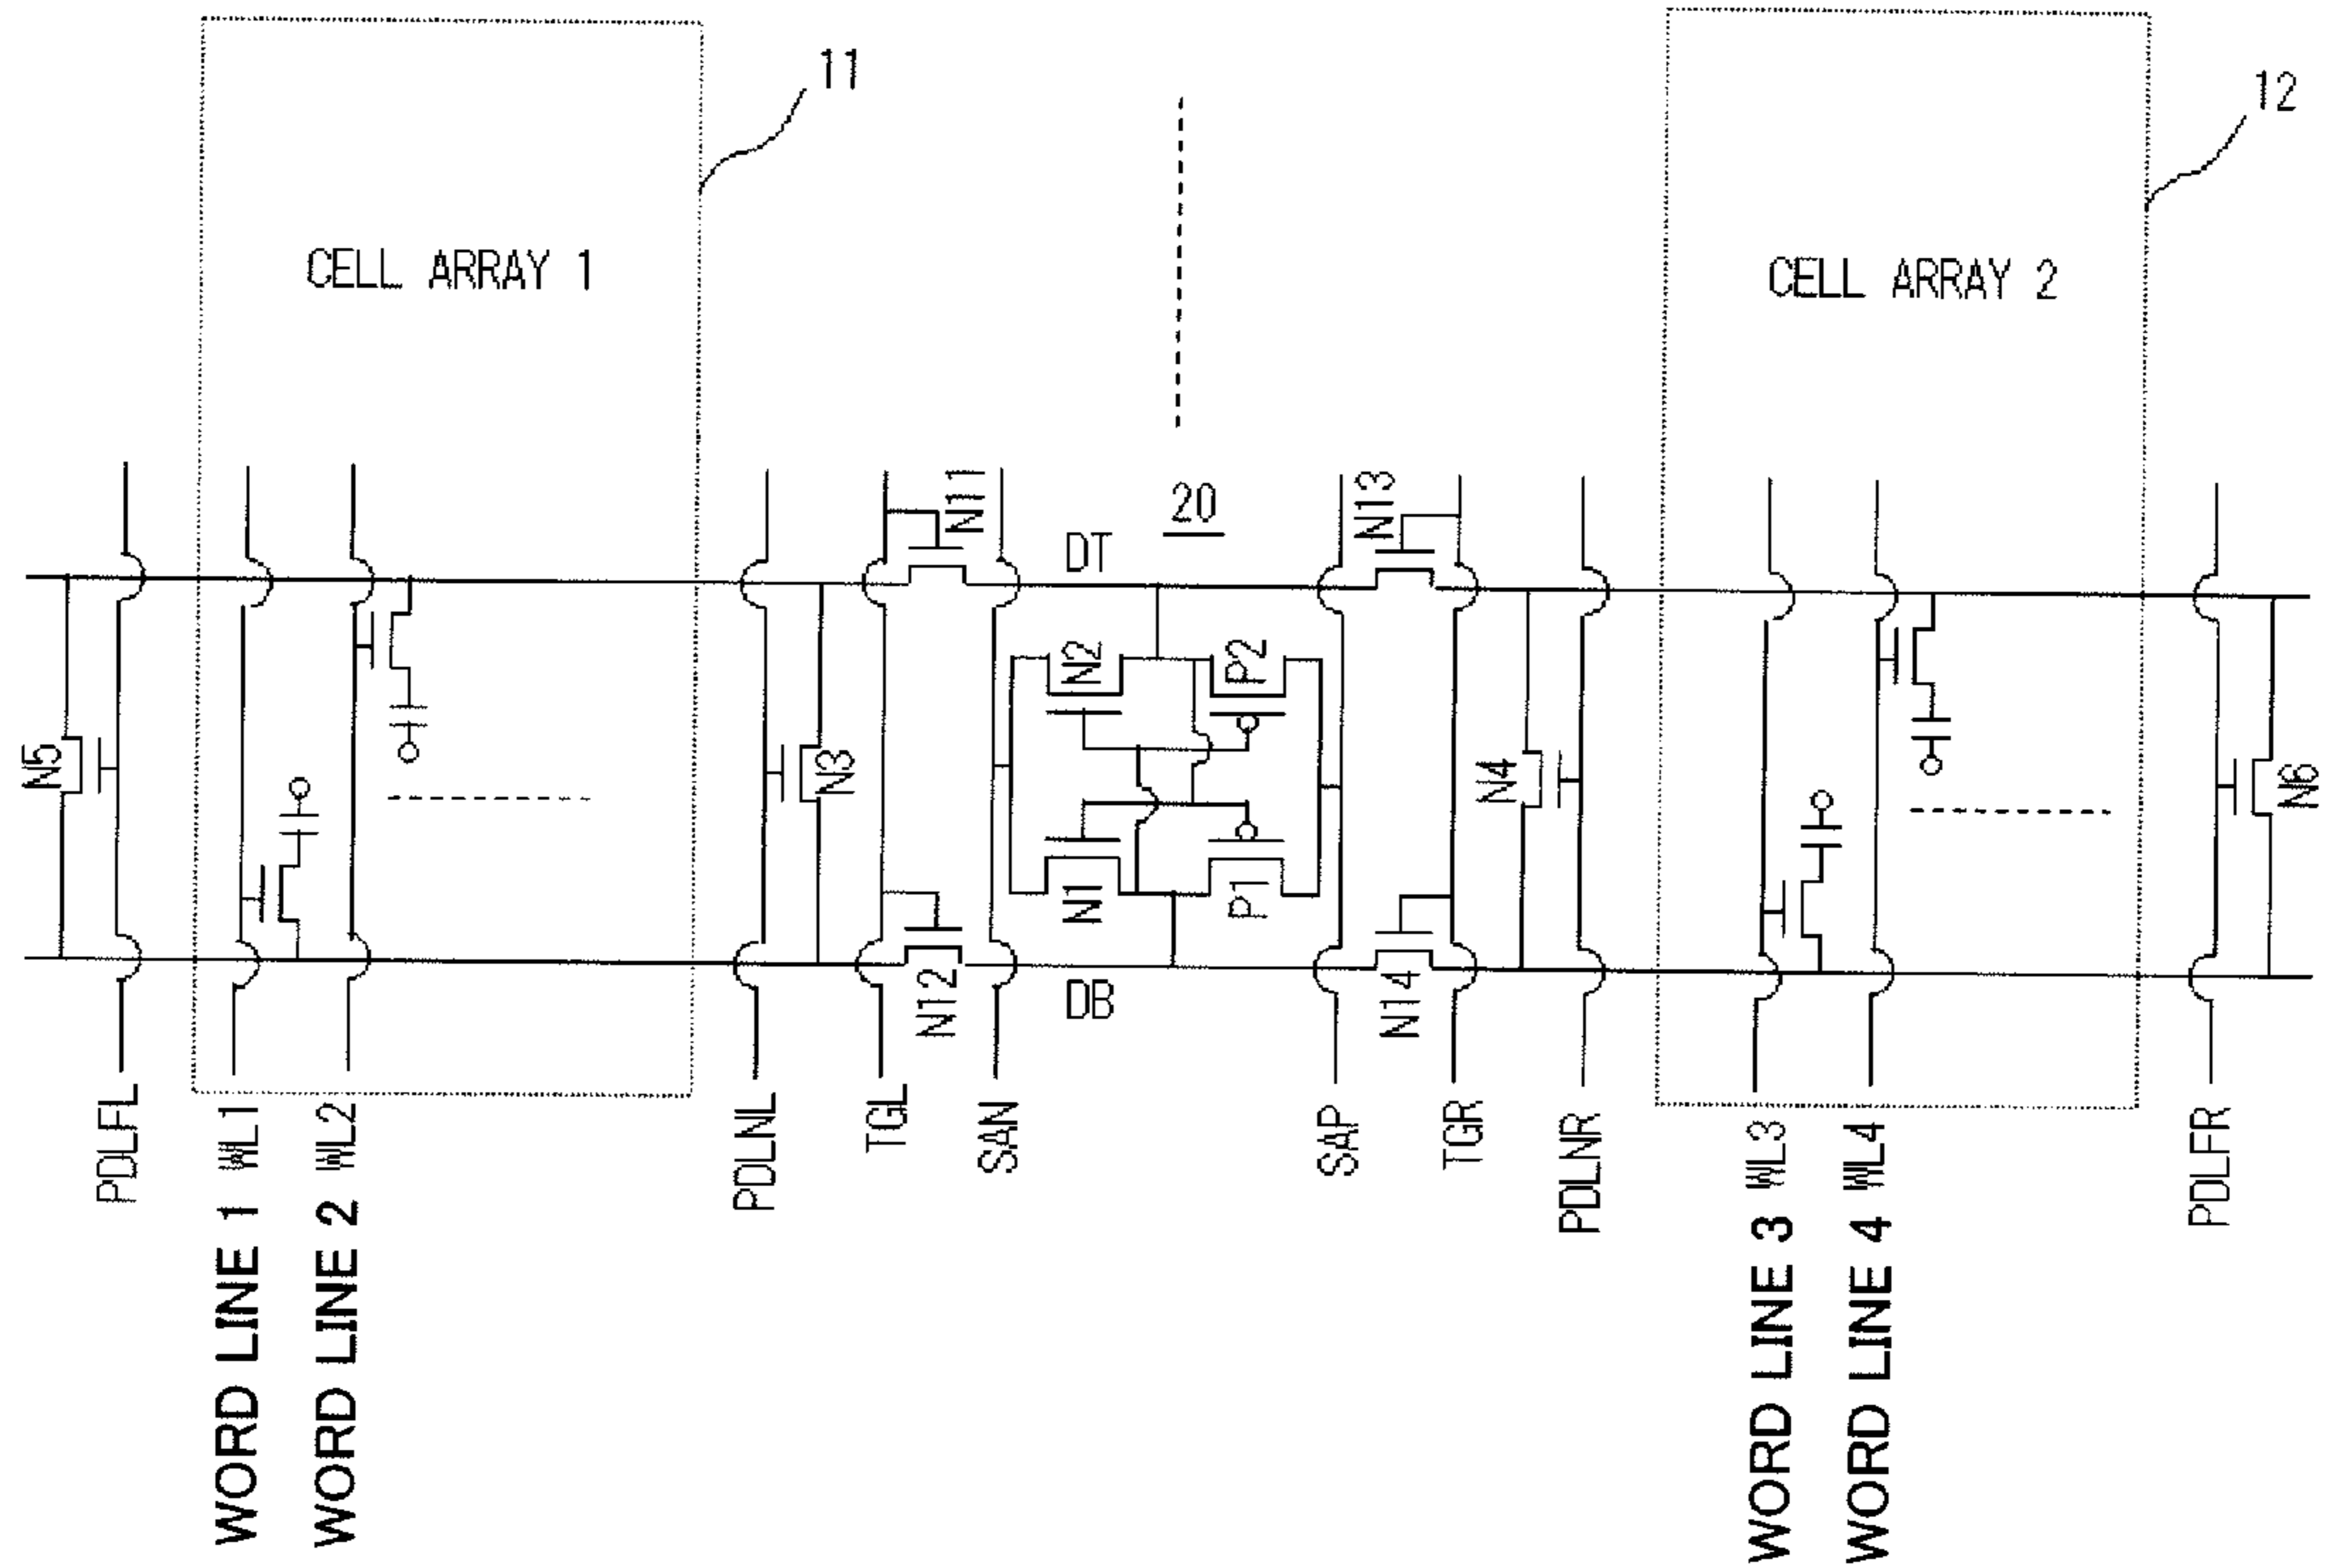 11
12
CELL ARRAY 1
CELL ARRAY 2
20
N11
N13
DT
N5
N3
N2
P2
N4
N6
N1
P1
N12
DB
N14
PDLFL
WORD LINE 1 WL1
WORD LINE 2 WL2
PDLNL
TGL
SAN
SAP
TGR
PDLNR
WORD LINE 3 WL3
WORD LINE 4 WL4
PDLFR